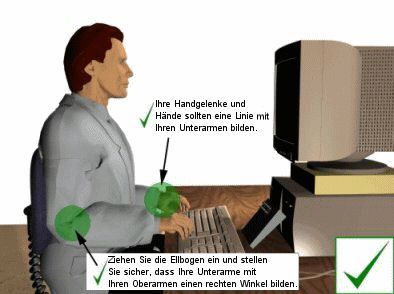 Ihre Handgelenke und
Hände sollten eine Linie mit
Ihren Unterarmen bilden.
Ziehen Sie die Ellbogen ein und stellen
Sie sicher, dass Ihre Unterarme mit
Ihren Oberarmen einen rechten Winkel bilden.